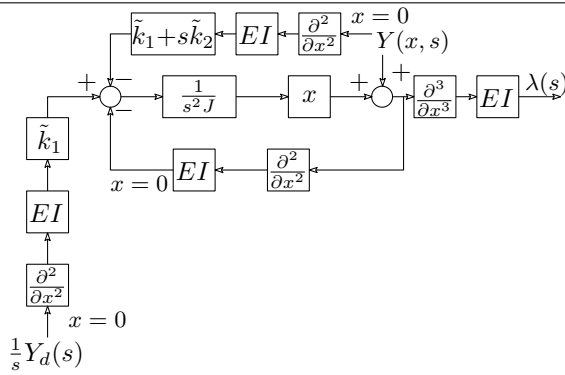 x = 0
k̃₁+sk̃₂ EI ∂²/∂x² Y(x, s)
+ − + +
− 1/(s²J) x ∂³/∂x³ EI λ(s)
k̃₁
x = 0 EI ∂²/∂x²
EI
∂²/∂x²
x = 0
1/s Y_d(s)